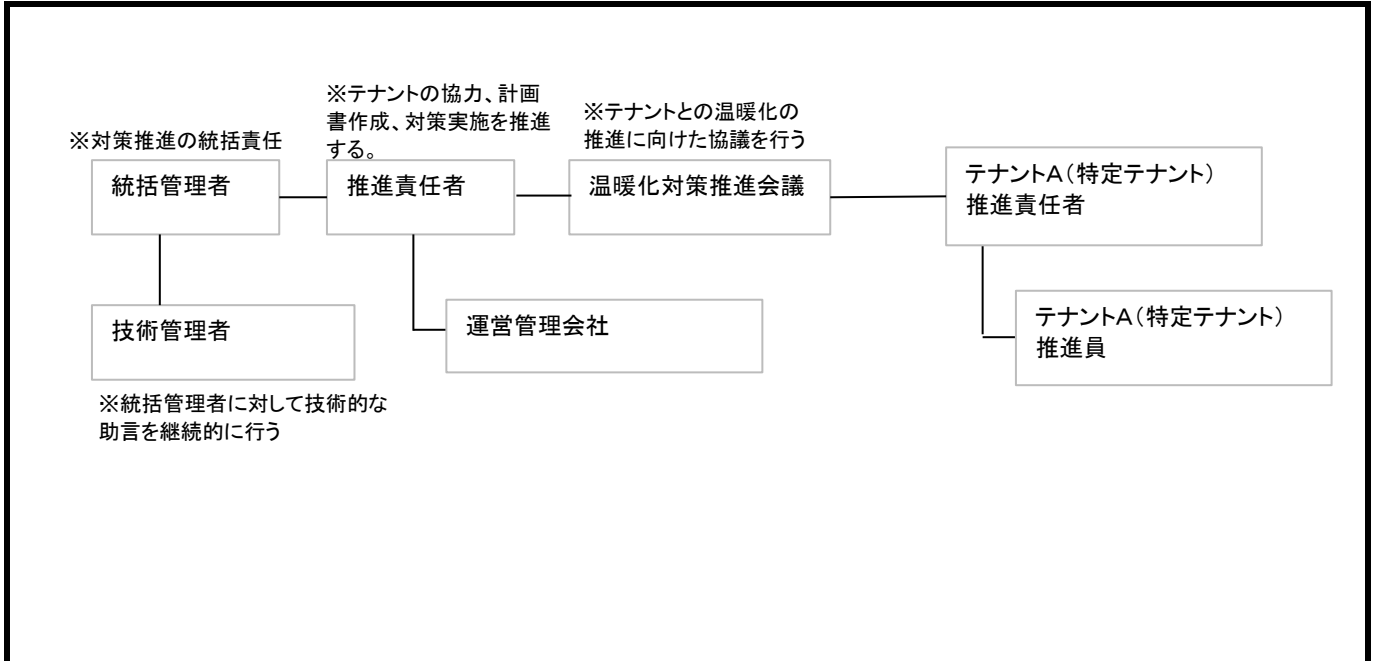 ※対策推進の統括責任
統括管理者
※テナントの協力、計画
書作成、対策実施を推進
する。
推進責任者
※テナントとの温暖化の
推進に向けた協議を行う
温暖化対策推進会議
テナントA(特定テナント)
推進責任者
技術管理者
※統括管理者に対して技術的な
助言を継続的に行う
運営管理会社
テナントA(特定テナント)
推進員